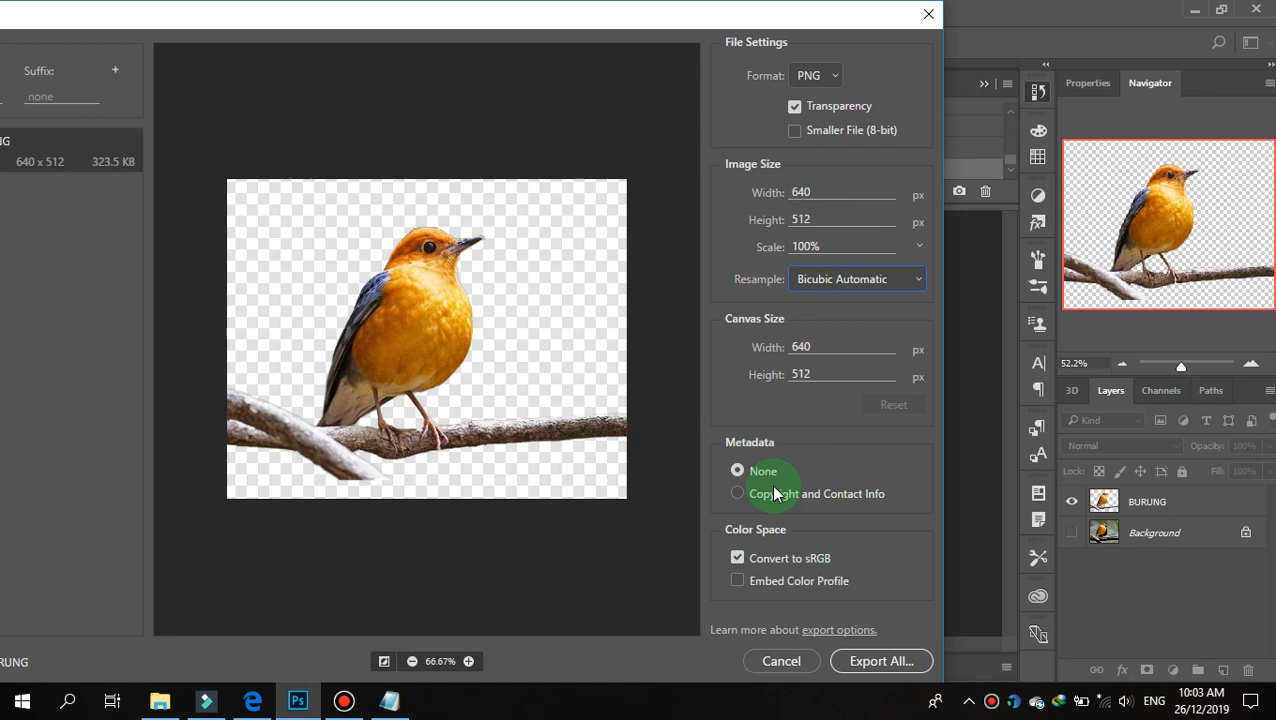 Suffix: +
none
NG
640 x 512 323.5 KB
File Settings
Format: PNG
Transparency
Smaller File (8-bit)
Image Size
Width: 640 px
Height: 512 px
Scale: 100%
Resample: Bicubic Automatic
Canvas Size
Width: 640 px
Height: 512 px
Reset
Metadata
None
Copyright and Contact Info
Color Space
Convert to sRGB
Embed Color Profile
Learn more about export options.
Cancel Export All...
RUNG
66.67%
Properties Navigator
52.2%
3D Layers Channels Paths
Kind
Normal Opacity: 100%
Lock: Fill: 100%
BURUNG
Background
fx
Ps
ENG
10:03 AM
26/12/2019